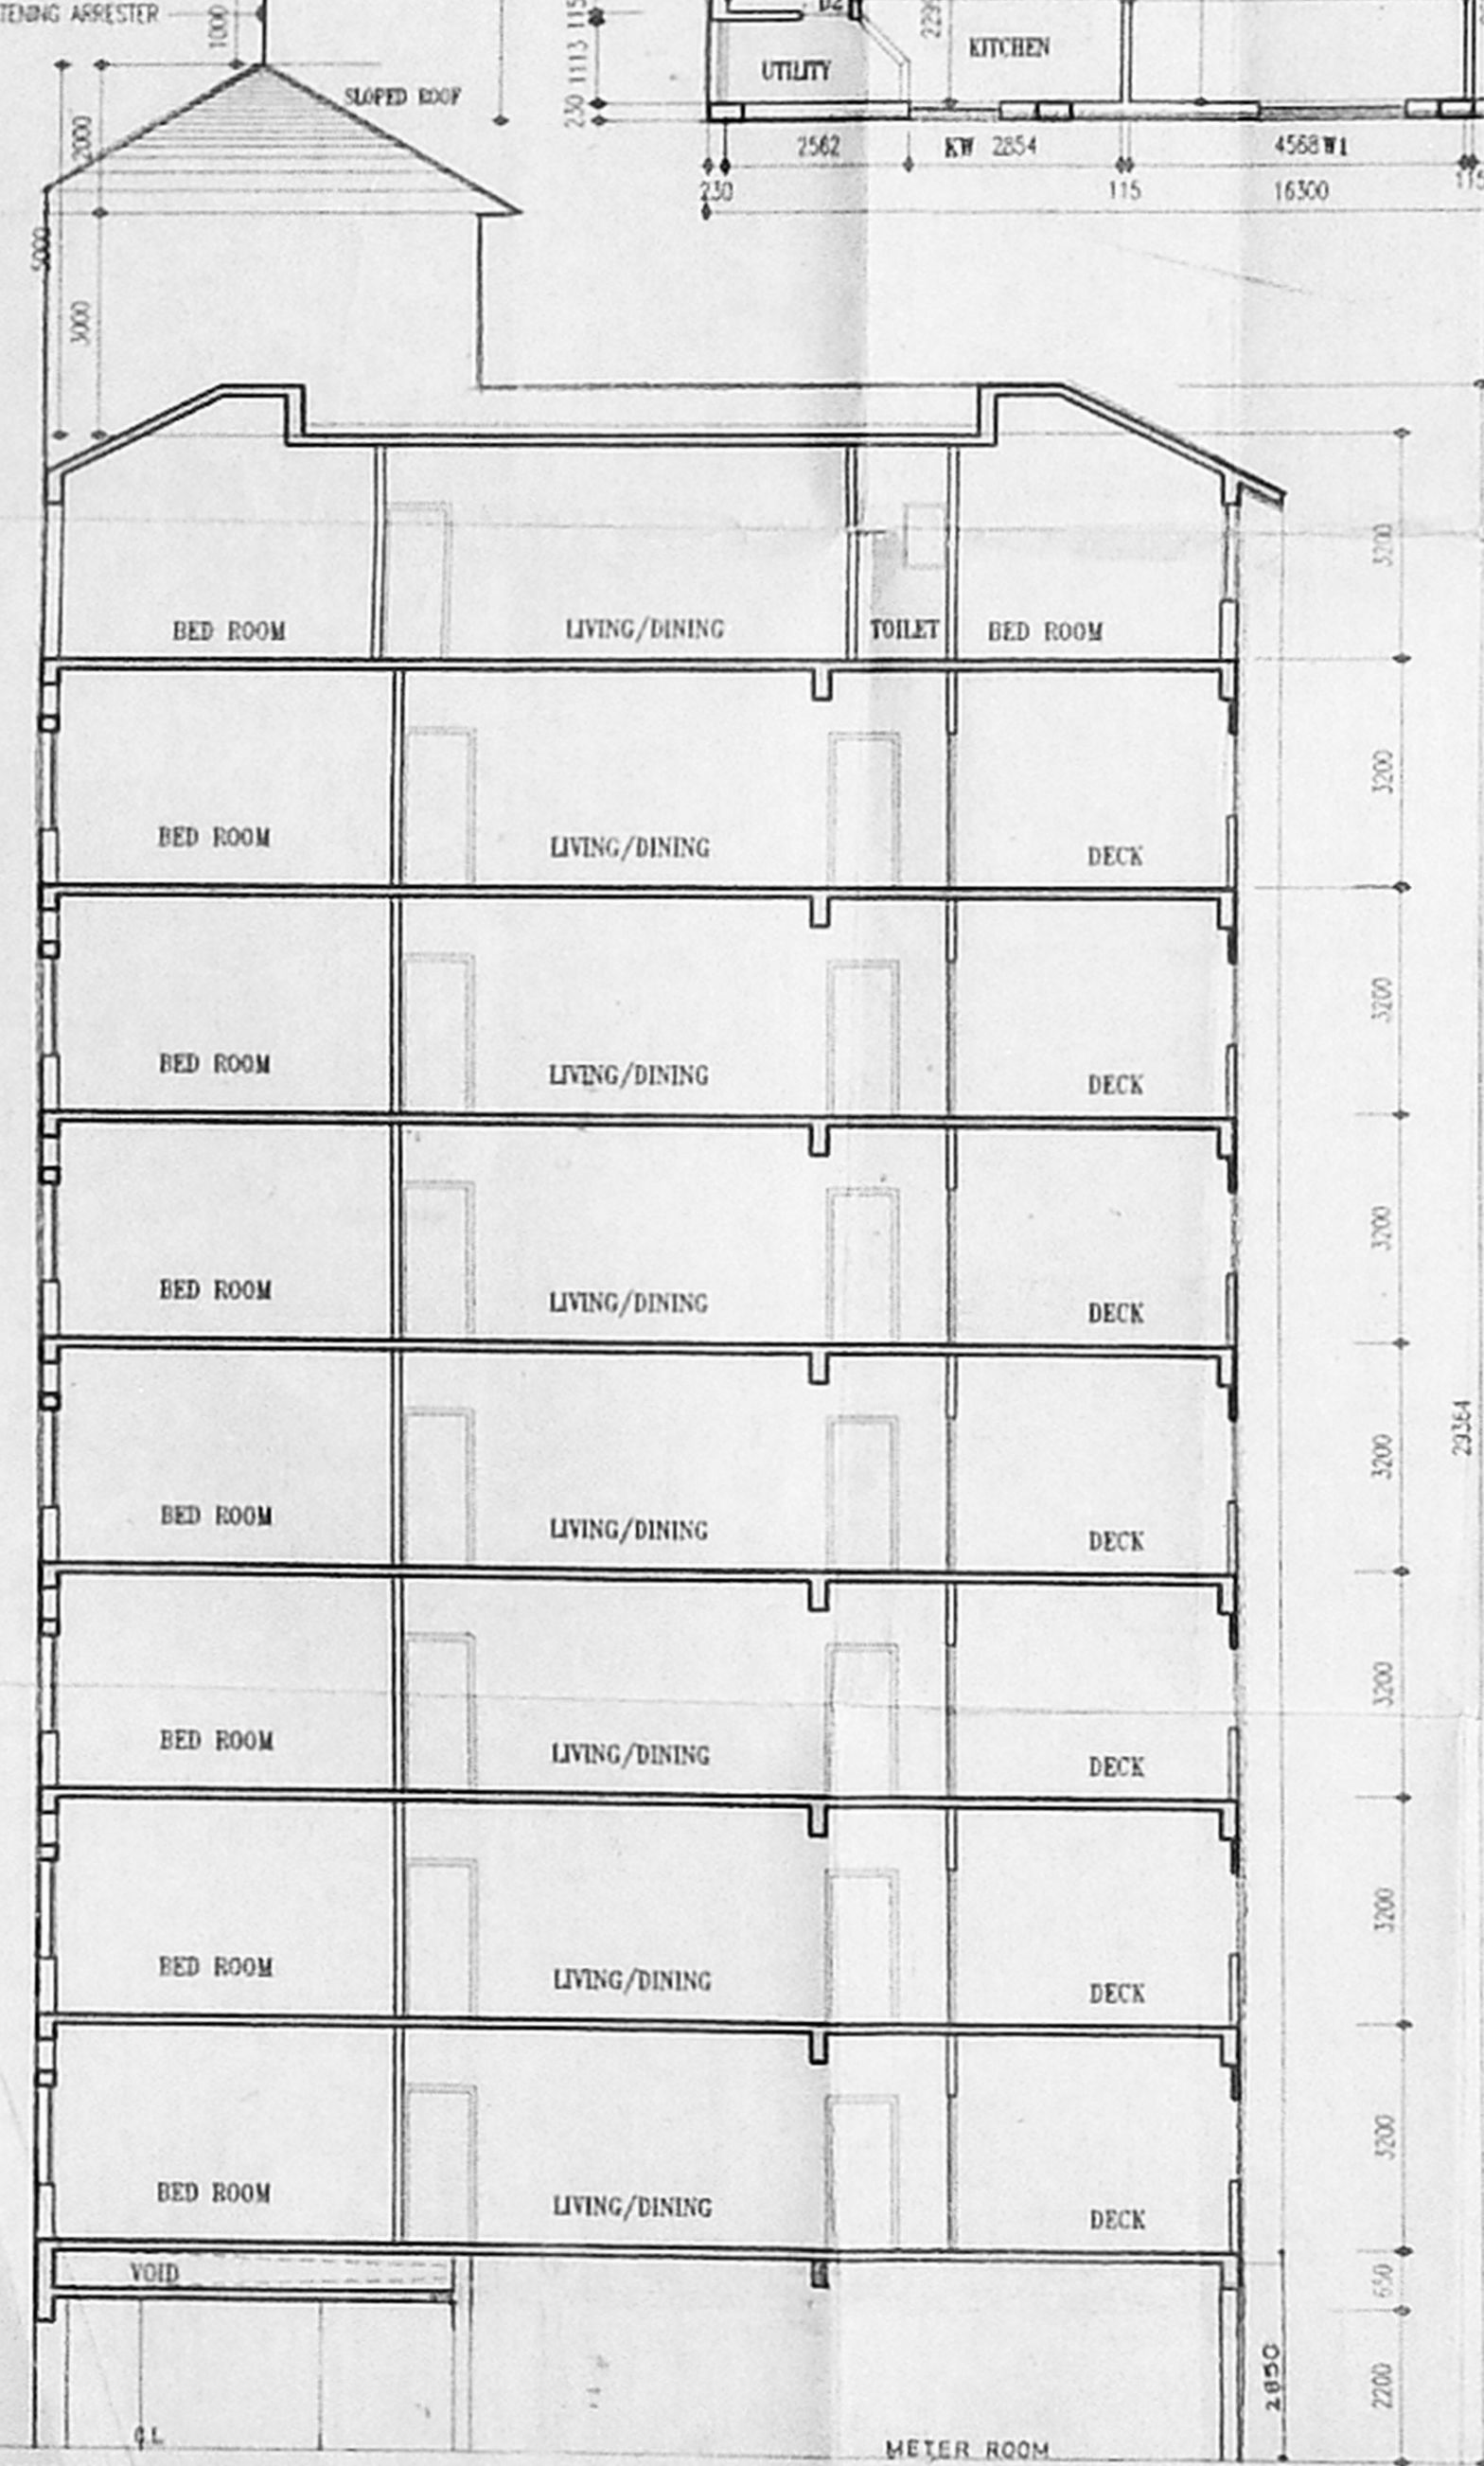 TENING ARRESTER
1000
115
D2
2295
KITCHEN
1113
UTILITY
SLOPED ROOF
230
2000
2562
KW 2854
4568 W1
230
115
16300
115
5000
3000
3200
BED ROOM
LIVING/DINING
TOILET
BED ROOM
3200
BED ROOM
LIVING/DINING
DECK
3200
BED ROOM
LIVING/DINING
DECK
3200
BED ROOM
LIVING/DINING
DECK
29364
3200
BED ROOM
LIVING/DINING
DECK
3200
BED ROOM
LIVING/DINING
DECK
3200
BED ROOM
LIVING/DINING
DECK
3200
BED ROOM
LIVING/DINING
DECK
VOID
650
2850
2200
G.L
METER ROOM